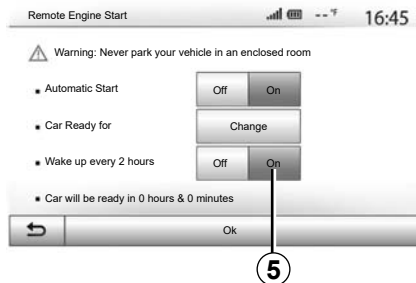 Remote Engine Start -- °F 16:45
Warning: Never park your vehicle in an enclosed room
Automatic Start Off On
Car Ready for Change
Wake up every 2 hours Off On
Car will be ready in 0 hours & 0 minutes
Ok
5